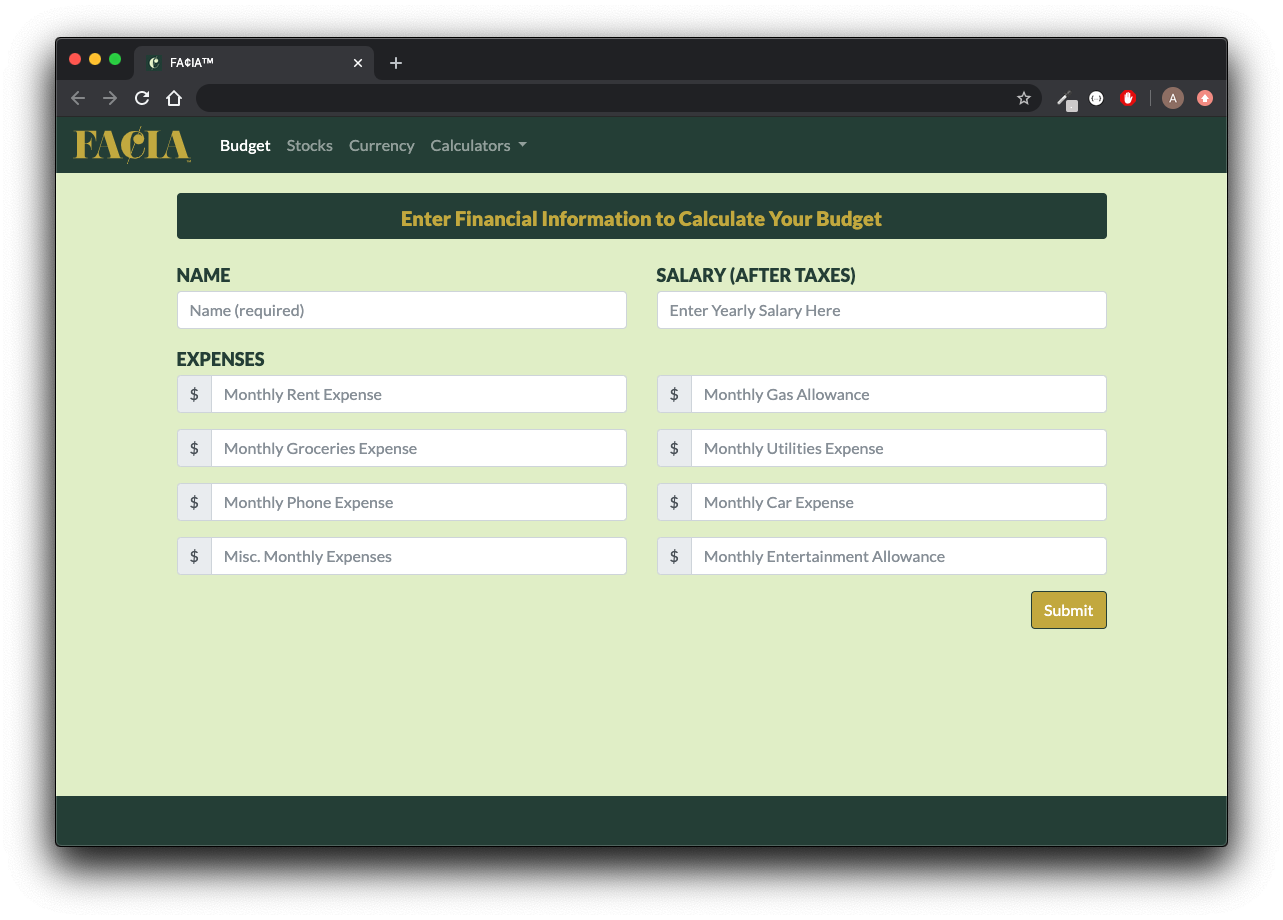 FA¢IA™
A
FA¢IA™
Budget Stocks Currency Calculators
Enter Financial Information to Calculate Your Budget
NAME SALARY (AFTER TAXES)
Name (required) Enter Yearly Salary Here
EXPENSES
$ Monthly Rent Expense $ Monthly Gas Allowance
$ Monthly Groceries Expense $ Monthly Utilities Expense
$ Monthly Phone Expense $ Monthly Car Expense
$ Misc. Monthly Expenses $ Monthly Entertainment Allowance
Submit